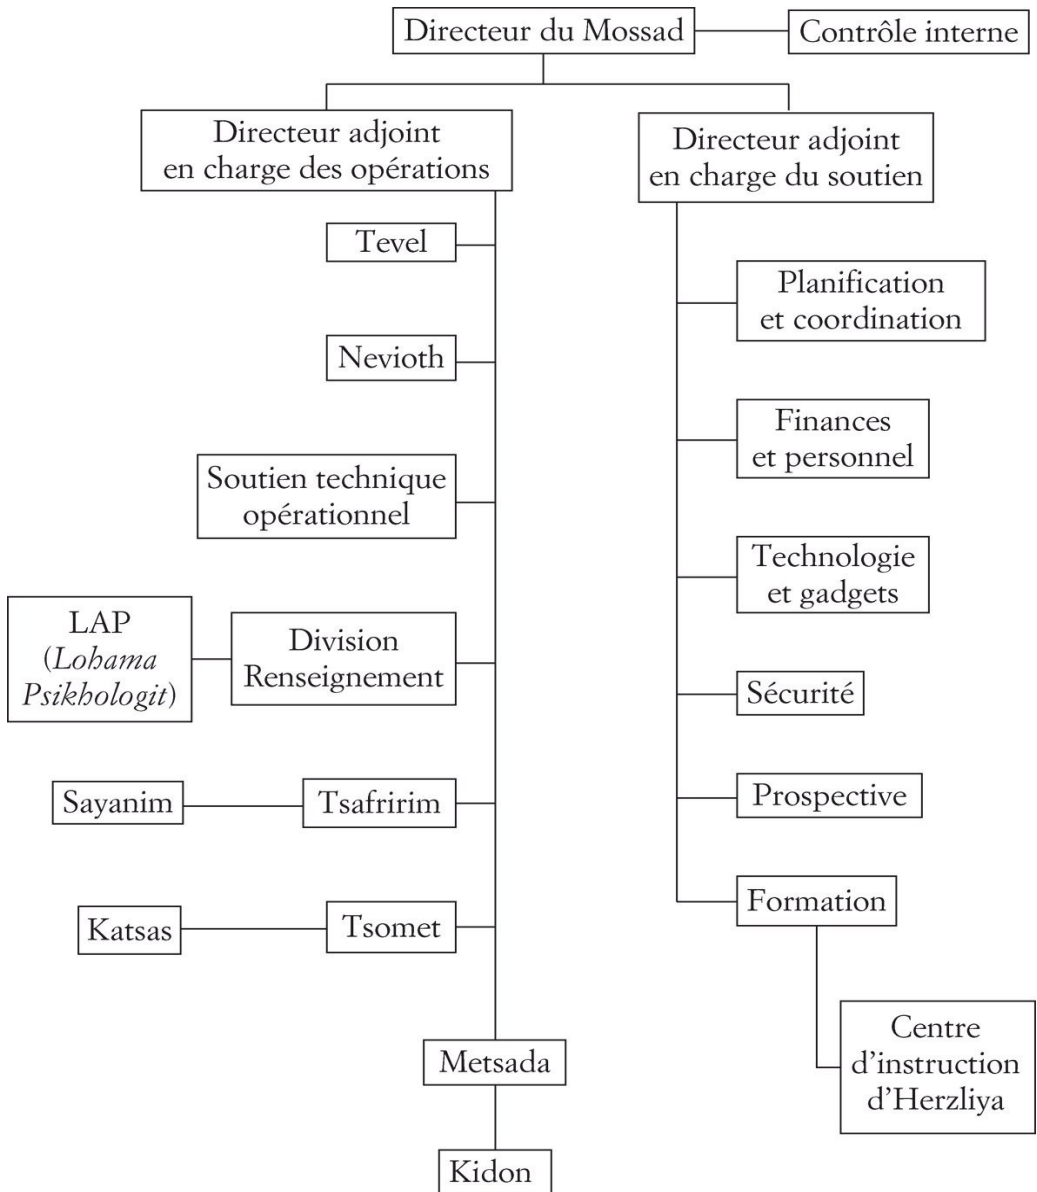 Directeur du Mossad
Contrôle interne
Directeur adjoint
en charge des opérations
Directeur adjoint
en charge du soutien
Tevel
Nevioth
Soutien technique
opérationnel
LAP
(Lohama
Psikhologit)
Division
Renseignement
Sayanim
Tsafririm
Katsas
Tsomet
Metsada
Kidon
Planification
et coordination
Finances
et personnel
Technologie
et gadgets
Sécurité
Prospective
Formation
Centre
d'instruction
d'Herzliya